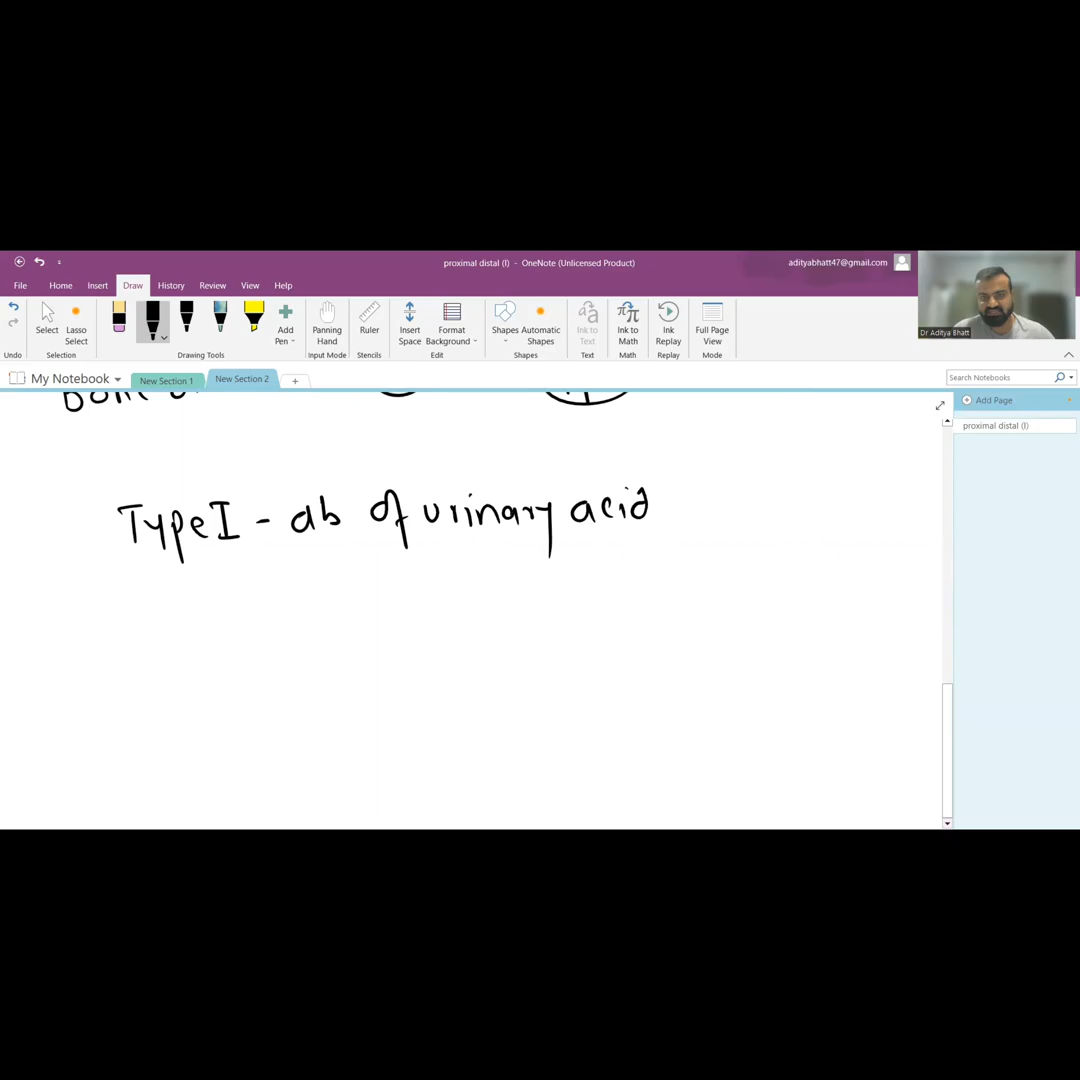 proximal distal (I) - OneNote (Unlicensed Product)
adityabhatt47@gmail.com
File Home Insert Draw History Review View Help
Undo
Select
Lasso Select
Selection
Drawing Tools
Add Pen
Panning Hand
Input Mode
Ruler
Stencils
Insert Space
Format Background
Edit
Shapes
Automatic Shapes
Shapes
Ink to Text
Text
Ink to Math
Math
Ink Replay
Replay
Full Page View
Mode
Dr Aditya Bhatt
My Notebook
New Section 1
New Section 2
Search Notebooks
Add Page
proximal distal (I)
Type I - ab of urinary acid